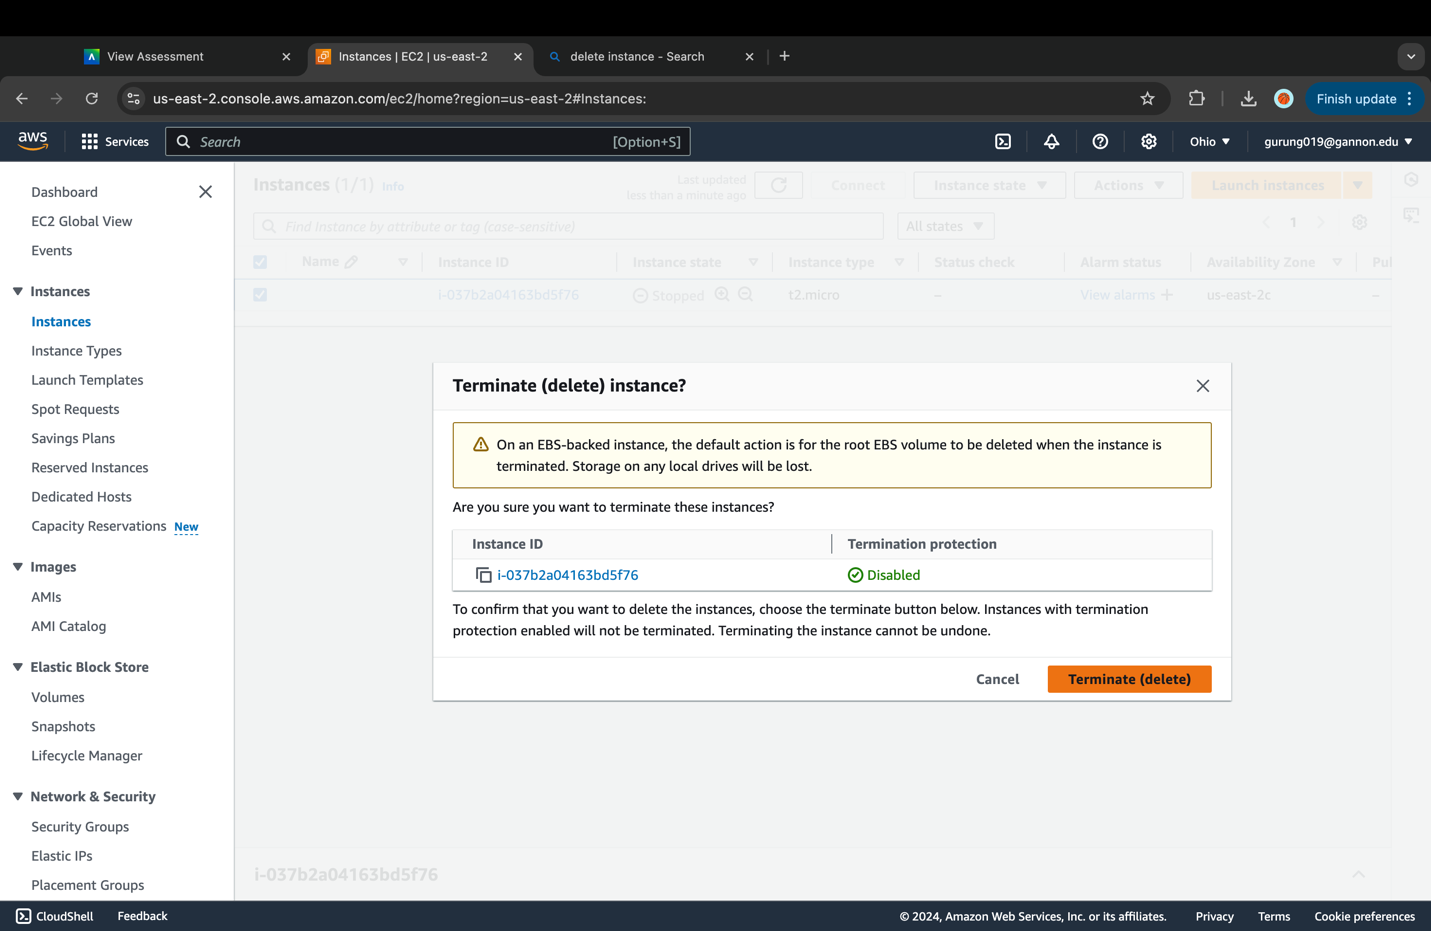 View Assessment
Instances | EC2 | us-east-2
delete instance - Search
us-east-2.console.aws.amazon.com/ec2/home?region=us-east-2#Instances:
Finish update
aws
Services
Search
[Option+S]
Ohio
gurung019@gannon.edu
Dashboard
EC2 Global View
Events
Instances
Instances
Instance Types
Launch Templates
Spot Requests
Savings Plans
Reserved Instances
Dedicated Hosts
Capacity Reservations New
Images
AMIs
AMI Catalog
Elastic Block Store
Volumes
Snapshots
Lifecycle Manager
Network & Security
Security Groups
Elastic IPs
Placement Groups
Instances (1/1) Info
Last updated
less than a minute ago
Connect
Instance state
Actions
Launch instances
Find Instance by attribute or tag (case-sensitive)
All states
1
Name
Instance ID
Instance state
Instance type
Status check
Alarm status
Availability Zone
Pul
i-037b2a04163bd5f76
Stopped
t2.micro
–
View alarms
us-east-2c
–
Terminate (delete) instance?
On an EBS-backed instance, the default action is for the root EBS volume to be deleted when the instance is
terminated. Storage on any local drives will be lost.
Are you sure you want to terminate these instances?
Instance ID
Termination protection
i-037b2a04163bd5f76
Disabled
To confirm that you want to delete the instances, choose the terminate button below. Instances with termination
protection enabled will not be terminated. Terminating the instance cannot be undone.
Cancel
Terminate (delete)
i-037b2a04163bd5f76
CloudShell
Feedback
© 2024, Amazon Web Services, Inc. or its affiliates.
Privacy
Terms
Cookie preferences